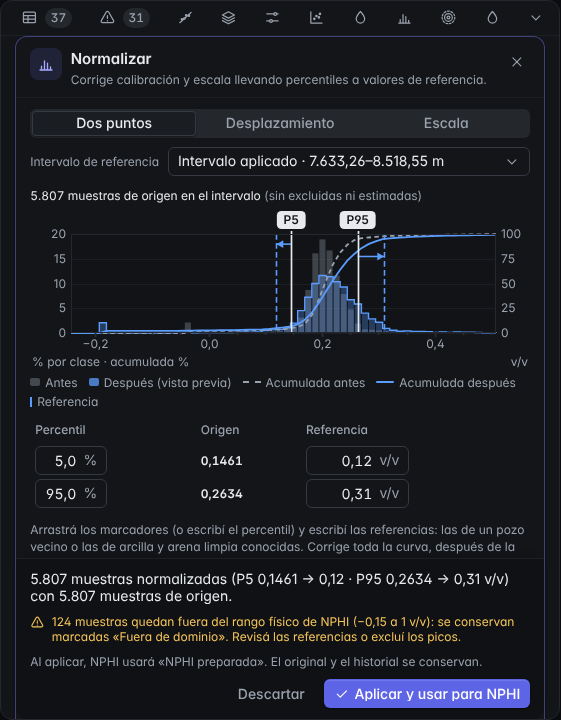 37
31
Normalizar
Corrige calibración y escala llevando percentiles a valores de referencia.
Dos puntos
Desplazamiento
Escala
Intervalo de referencia
Intervalo aplicado · 7.633,26–8.518,55 m
5.807 muestras de origen en el intervalo (sin excluidas ni estimadas)
P5
P95
20
15
10
5
0
100
75
50
25
0
−0,2
0,0
0,2
0,4
% por clase · acumulada %
v/v
Antes
Después (vista previa)
Acumulada antes
Acumulada después
Referencia
Percentil
Origen
Referencia
5,0 %
0,1461
0,12 v/v
95,0 %
0,2634
0,31 v/v
Arrastrá los marcadores (o escribí el percentil) y escribí las referencias: las de un pozo
vecino o las de arcilla y arena limpia conocidas. Corrige toda la curva, después de la
5.807 muestras normalizadas (P5 0,1461 → 0,12 · P95 0,2634 → 0,31 v/v)
con 5.807 muestras de origen.
124 muestras quedan fuera del rango físico de NPHI (−0,15 a 1 v/v): se conservan
marcadas «Fuera de dominio». Revisá las referencias o excluí los picos.
Al aplicar, NPHI usará «NPHI preparada». El original y el historial se conservan.
Descartar
Aplicar y usar para NPHI